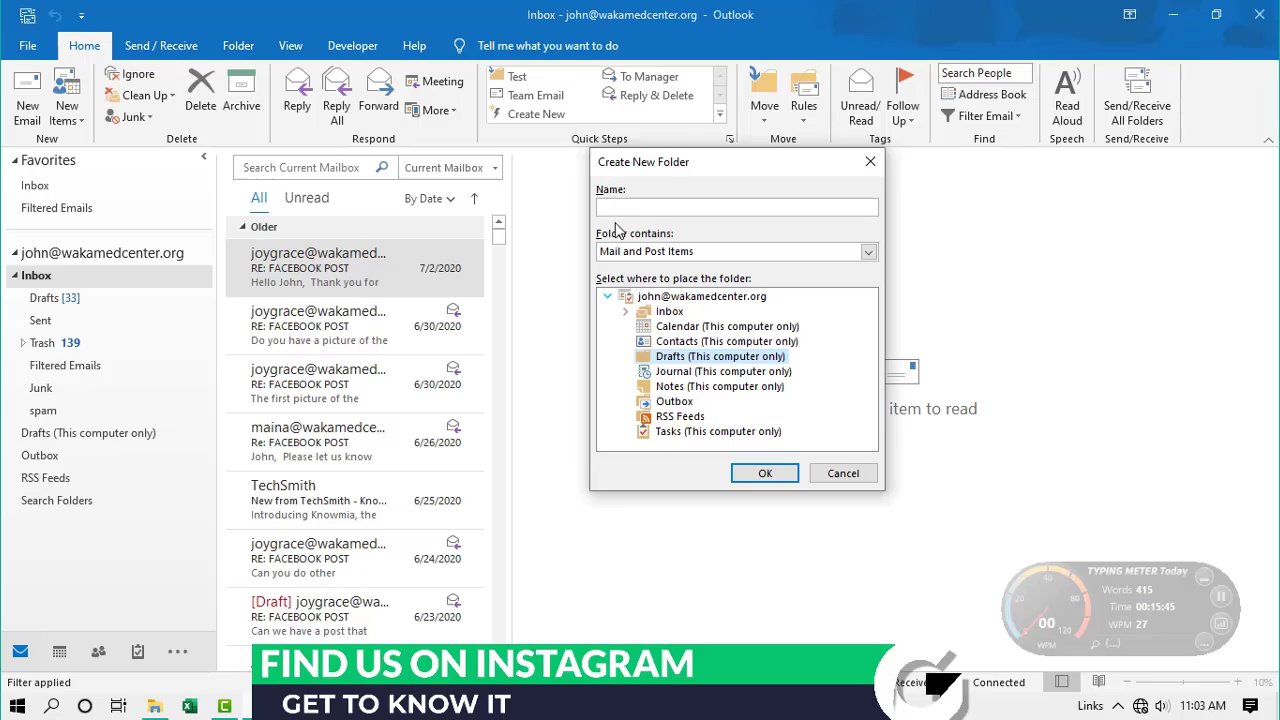 Inbox - john@wakamedcenter.org - Outlook
File Home Send / Receive Folder View Developer Help Tell me what you want to do
New Email
New Items
New
Ignore
Clean Up
Junk
Delete
Archive
Delete
Reply
Reply All
Forward
Meeting
More
Respond
Test
Team Email
Create New
To Manager
Reply & Delete
Quick Steps
Move
Rules
Move
Unread/ Read
Follow Up
Tags
Search People
Address Book
Filter Email
Find
Read Aloud
Speech
Send/Receive All Folders
Send/Receive
Favorites
Inbox
Filtered Emails
john@wakamedcenter.org
Inbox
Drafts [33]
Sent
Trash 139
Filtered Emails
Junk
spam
Drafts (This computer only)
Outbox
RSS Feeds
Search Folders
Search Current Mailbox
Current Mailbox
All Unread By Date
Older
joygrace@wakamed...
RE: FACEBOOK POST 7/2/2020
Hello John, Thank you for
joygrace@wakamed...
RE: FACEBOOK POST 6/30/2020
Do you have a picture of the
joygrace@wakamed...
RE: FACEBOOK POST 6/30/2020
The first picture of the
maina@wakamedce...
Re: FACEBOOK POST 6/26/2020
John, Please let us know
TechSmith
New from TechSmith - Kno... 6/25/2020
Introducing Knowmia, the
joygrace@wakamed...
RE: FACEBOOK POST 6/24/2020
Can you do other
[Draft] joygrace@wa...
RE: FACEBOOK POST 6/23/2020
Can we have a post that
Create New Folder
Name:
Folder contains:
Mail and Post Items
Select where to place the folder:
john@wakamedcenter.org
Inbox
Calendar (This computer only)
Contacts (This computer only)
Drafts (This computer only)
Journal (This computer only)
Notes (This computer only)
Outbox
RSS Feeds
Tasks (This computer only)
OK Cancel
item to read
TYPING METER Today
Words 415
Time 00:15:45
WPM 27
20 40 60 80 100 120
00
WPM
FIND US ON INSTAGRAM
GET TO KNOW IT
Filter applied
Connected
10%
Links
11:03 AM